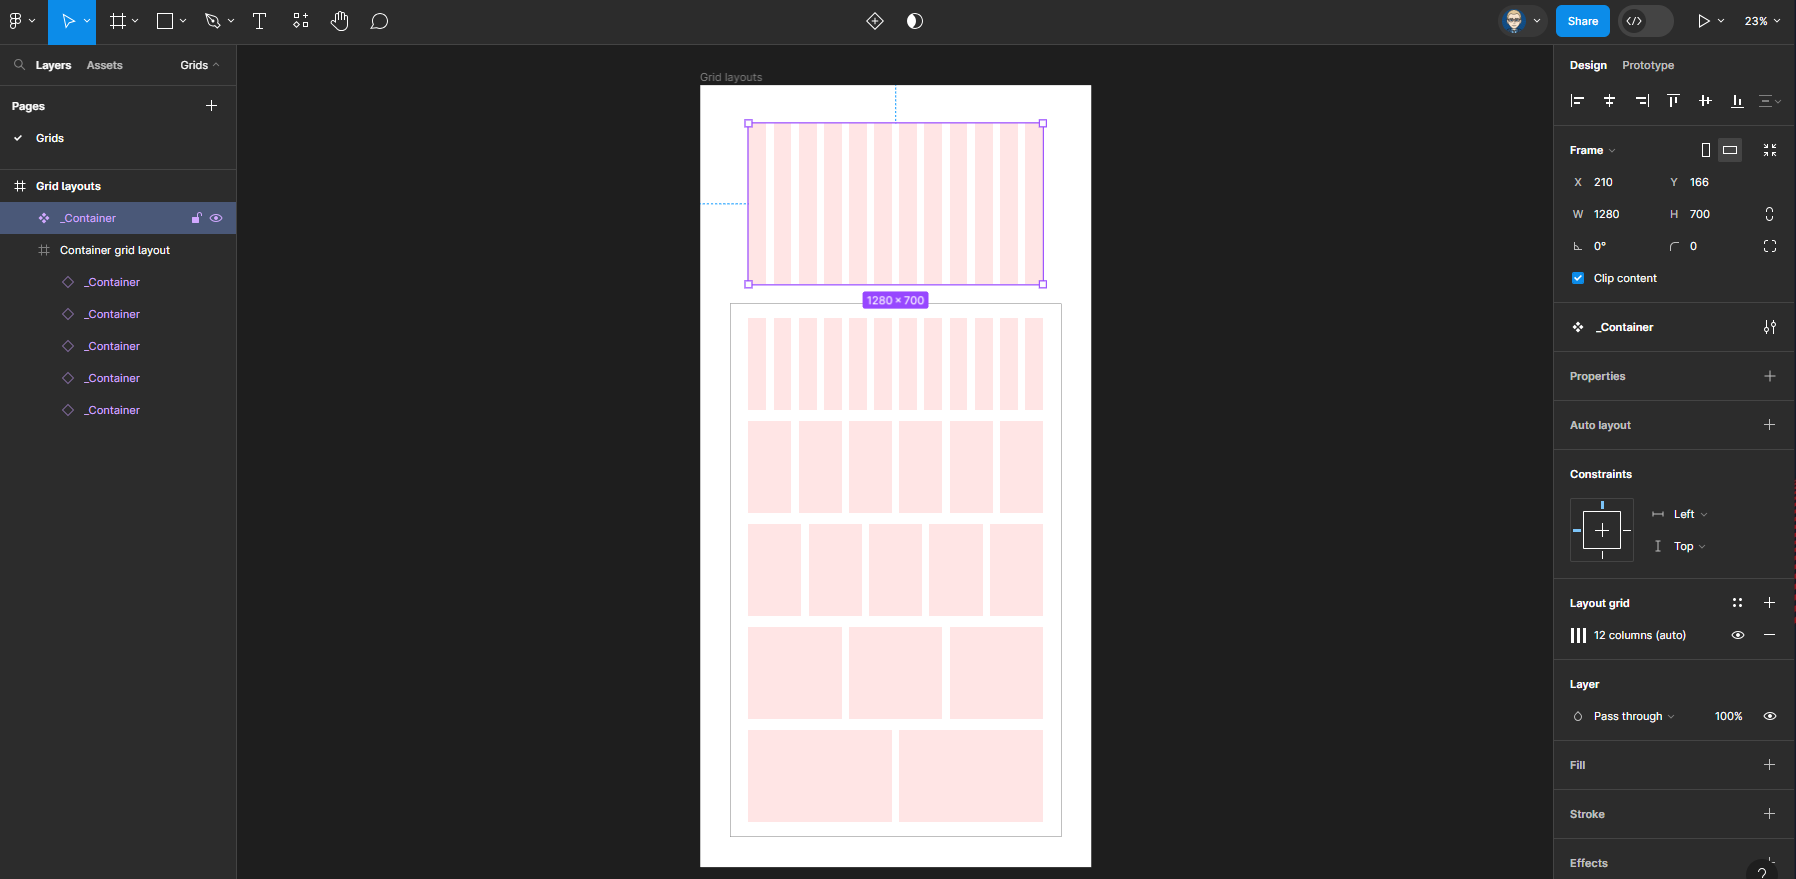 Share
23%
Layers
Assets
Grids
Pages
Grids
Grid layouts
_Container
Container grid layout
_Container
_Container
_Container
_Container
_Container
Grid layouts
1280 × 700
Design
Prototype
Frame
X 210
Y 166
W 1280
H 700
0°
0
Clip content
_Container
Properties
Auto layout
Constraints
Left
Top
Layout grid
12 columns (auto)
Layer
Pass through
100%
Fill
Stroke
Effects
?